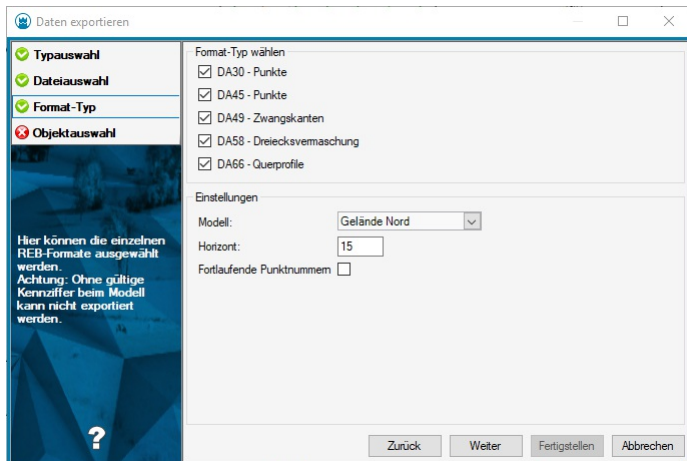 Daten exportieren
Typauswahl
Dateiauswahl
Format-Typ
Objektauswahl
Hier können die einzelnen
REB-Formate ausgewählt
werden.
Achtung: Ohne gültige
Kennziffer beim Modell
kann nicht exportiert
werden.
?
Format-Typ wählen
DA30 - Punkte
DA45 - Punkte
DA49 - Zwangskanten
DA58 - Dreiecksvermaschung
DA66 - Querprofile
Einstellungen
Modell: Gelände Nord
Horizont: 15
Fortlaufende Punktnummern
Zurück Weiter Fertigstellen Abbrechen